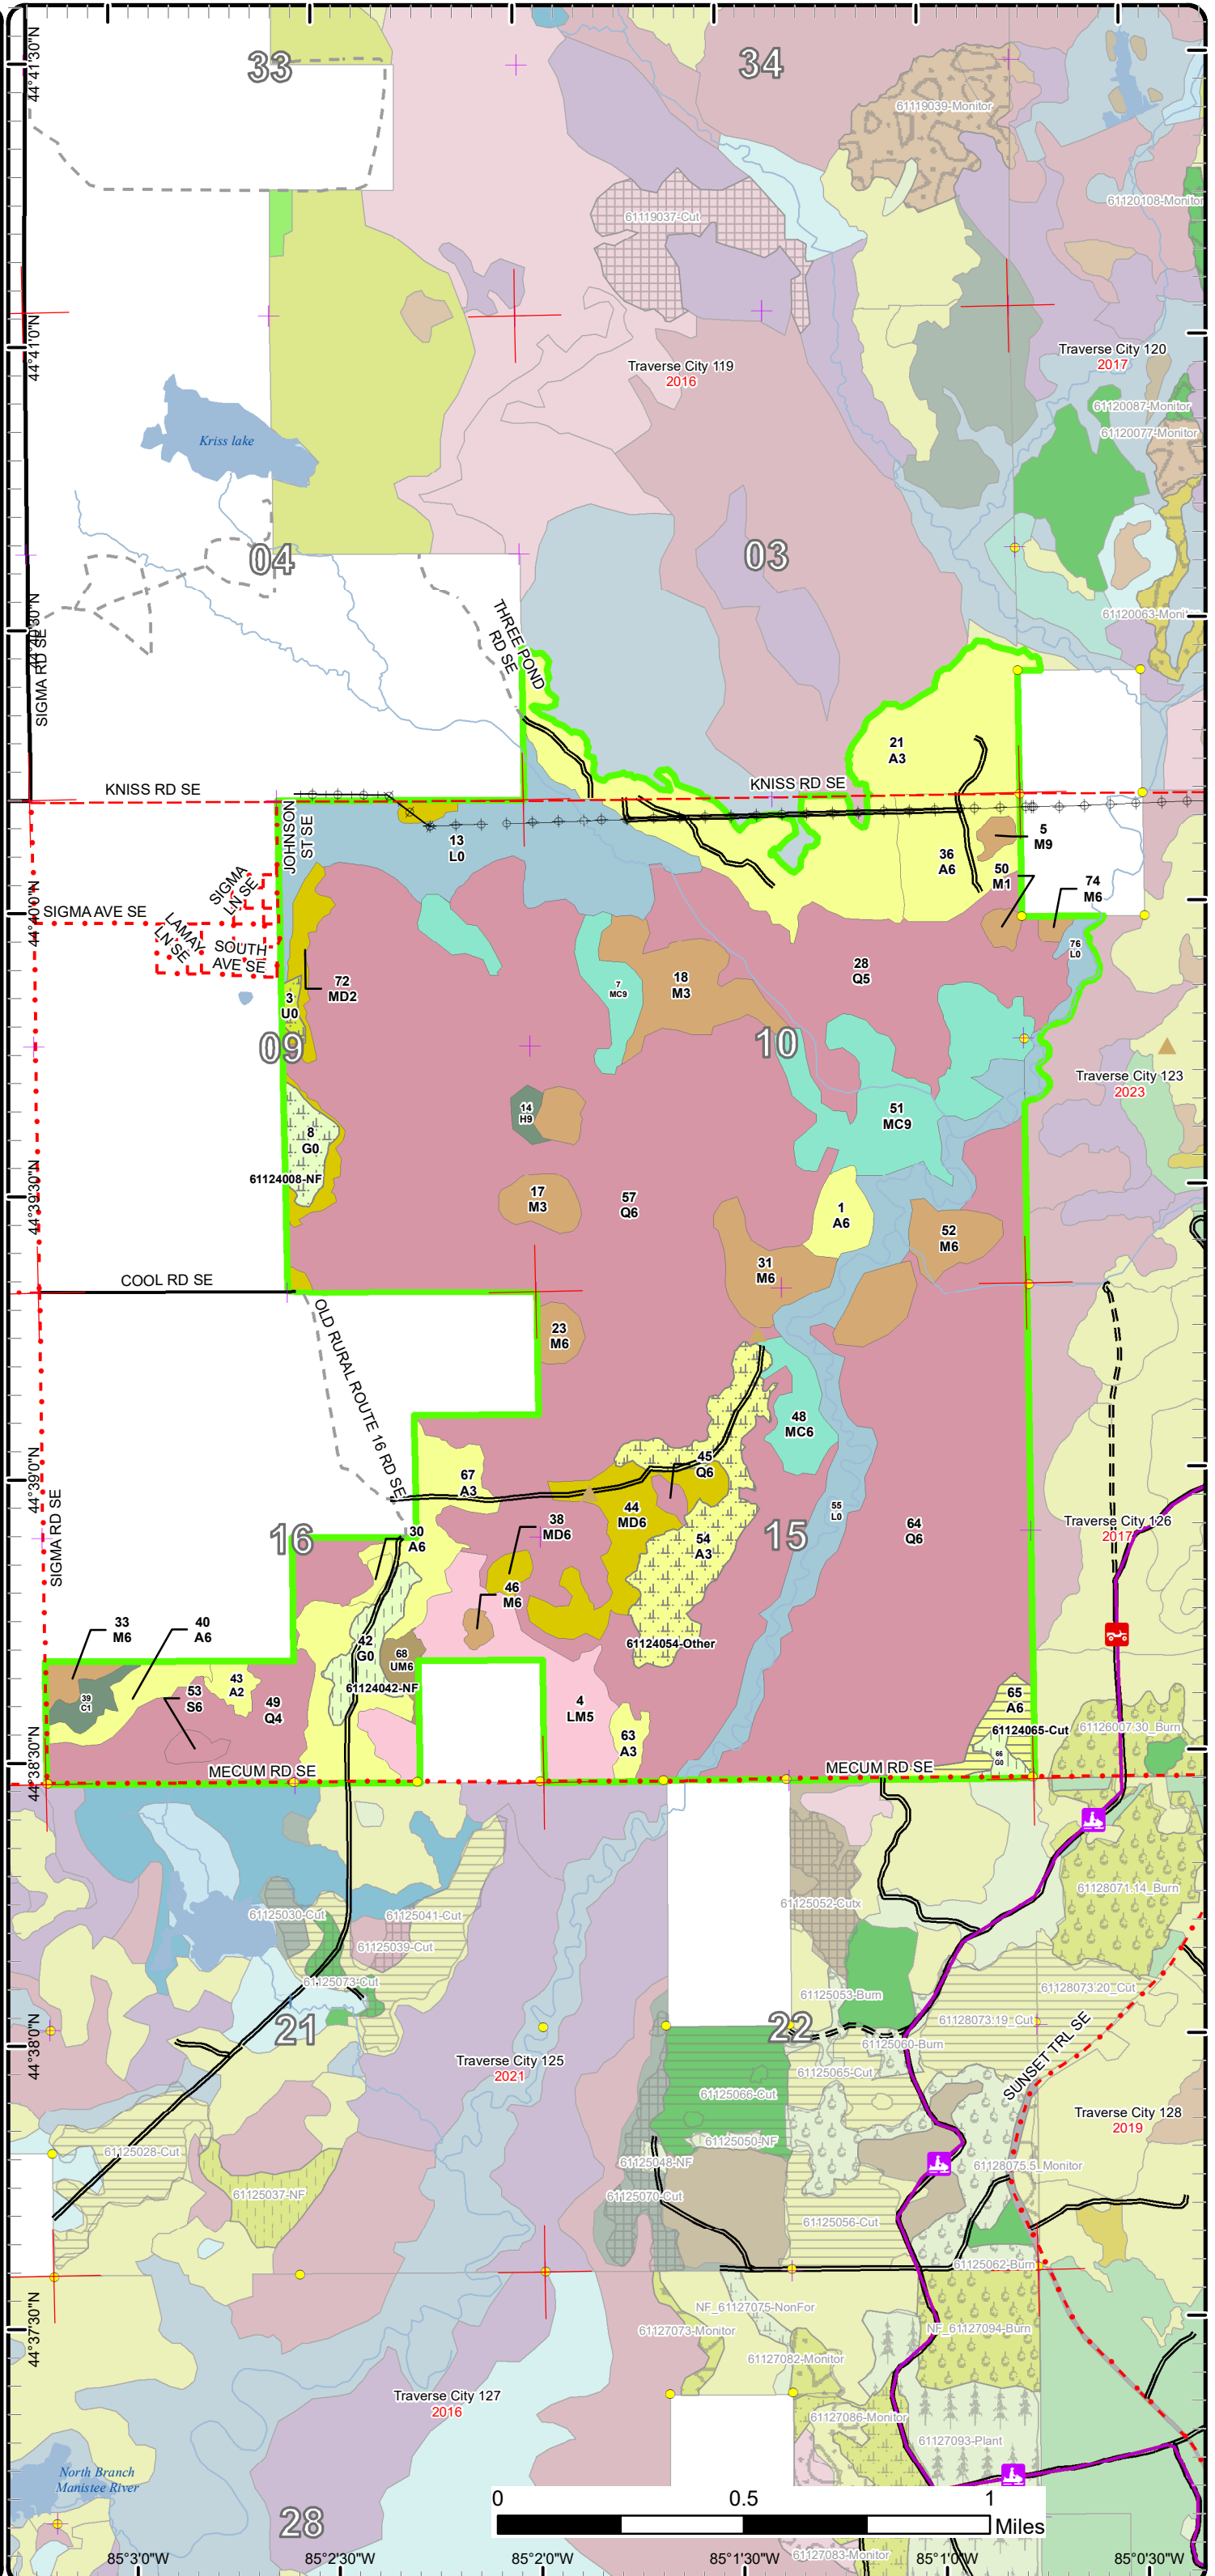 33
34
44°41'30"N
61119039-Monitor
61120108-Monitor
61119037-Cut
44°41'0"N
Traverse City 119
2016
Traverse City 120
2017
61120087-Monitor
61120077-Monitor
Kriss lake
04
03
44°40'30"N
61120063-Monitor
THREE POND
RD SE
SIGMA RD SE
21
A3
KNISS RD SE
KNISS RD SE
JOHNSON
ST SE
13
L0
5
M9
36
A6
50
M1
74
M6
SIGMA
LN SE
SIGMA AVE SE
44°40'0"N
LAMAY
LN SE
SOUTH
AVE SE
76
L0
72
MD2
3
U0
7
MC9
18
M3
28
Q5
09
10
Traverse City 123
2023
14
H9
51
MC9
8
G0
61124008-NF
44°39'30"N
17
M3
57
Q6
1
A6
52
M6
31
M6
COOL RD SE
OLD RURAL ROUTE 16 RD SE
23
M6
48
MC6
44°39'0"N
45
Q6
67
A3
SIGMA RD SE
44
MD6
55
L0
38
MD6
64
Q6
Traverse City 126
2017
16
30
A6
54
A3
15
46
M6
33
M6
40
A6
42
G0
68
UM6
61124054-Other
61124042-NF
43
A2
39
C1
53
S6
49
Q4
4
LM5
63
A3
65
A6
61124065-Cut
66
G0
61126007.30_Burn
44°38'30"N
MECUM RD SE
MECUM RD SE
61128071.14_Burn
61125052-Cutx
61125030-Cut
61125041-Cut
61125039-Cut
61125073-Cut
61125053-Burn
61128073.20_Cut
61128073.19_Cut
21
22
44°38'0"N
61125060-Burn
SUNSET TRL SE
Traverse City 125
2021
61125065-Cut
61125066-Cut
Traverse City 128
2019
61125050-NF
61125028-Cut
61125048-NF
61128075.5_Monitor
61125037-NF
61125070-Cut
61125056-Cut
61125062-Burn
44°37'30"N
NF_61127075-NonFor
61127073-Monitor
NF_61127094-Burn
61127082-Monitor
Traverse City 127
2016
61127086-Monitor
61127093-Plant
North Branch
Manistee River
28
0
0.5
1
Miles
61127083-Monitor
85°3'0"W
85°2'30"W
85°2'0"W
85°1'30"W
85°1'0"W
85°0'30"W